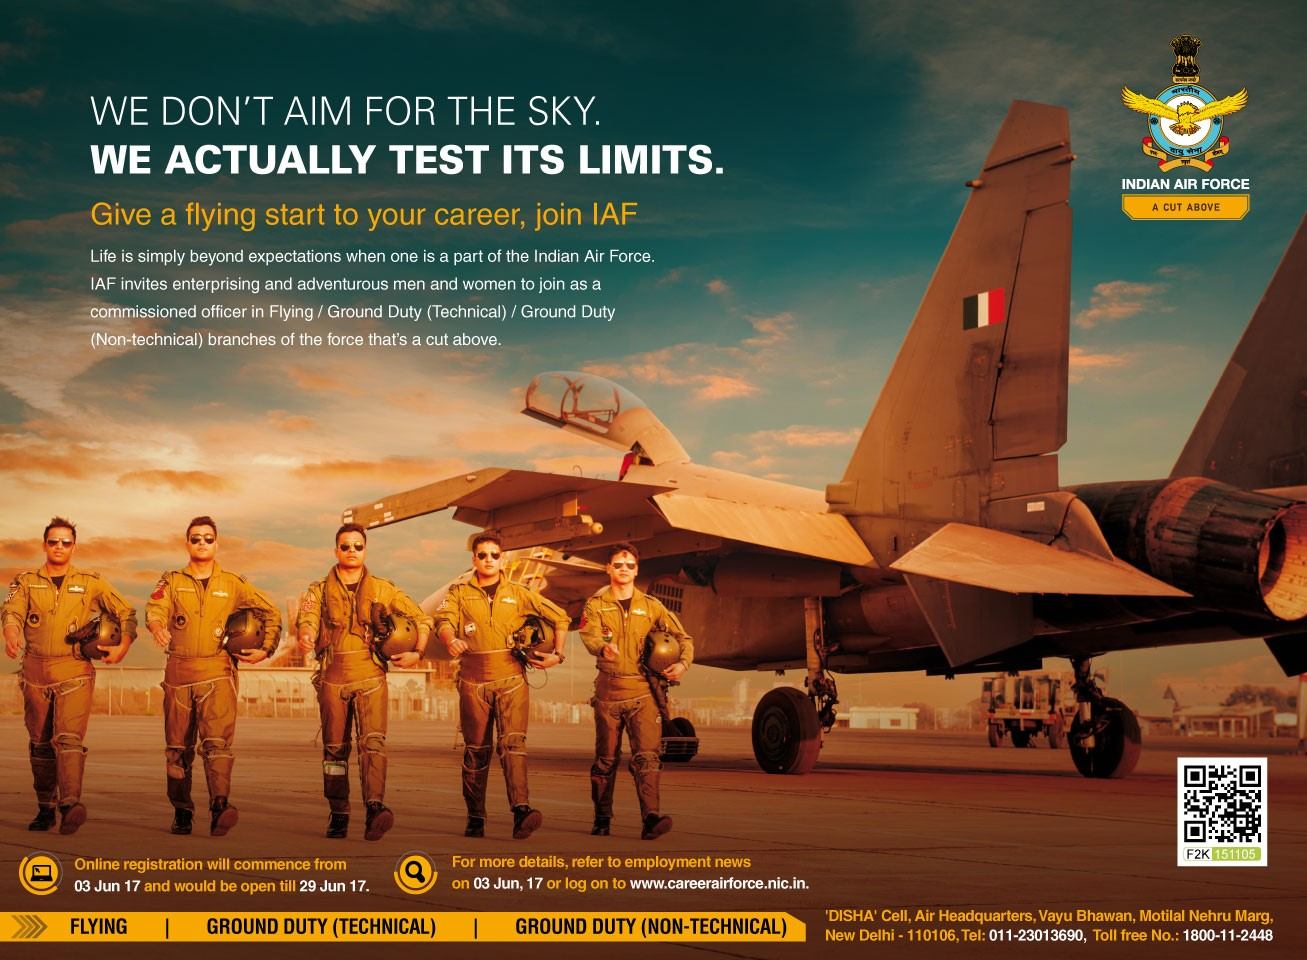 WE DON'T AIM FOR THE SKY.
WE ACTUALLY TEST ITS LIMITS.
Give a flying start to your career, join IAF
Life is simply beyond expectations when one is a part of the Indian Air Force.
IAF invites enterprising and adventurous men and women to join as a
commissioned officer in Flying / Ground Duty (Technical) / Ground Duty
(Non-technical) branches of the force that's a cut above.
INDIAN AIR FORCE
A CUT ABOVE
F2K 151105
Online registration will commence from
03 Jun 17 and would be open till 29 Jun 17.
For more details, refer to employment news
on 03 Jun, 17 or log on to www.careerairforce.nic.in.
FLYING | GROUND DUTY (TECHNICAL) | GROUND DUTY (NON-TECHNICAL)
'DISHA' Cell, Air Headquarters, Vayu Bhawan, Motilal Nehru Marg,
New Delhi - 110106, Tel: 011-23013690, Toll free No.: 1800-11-2448